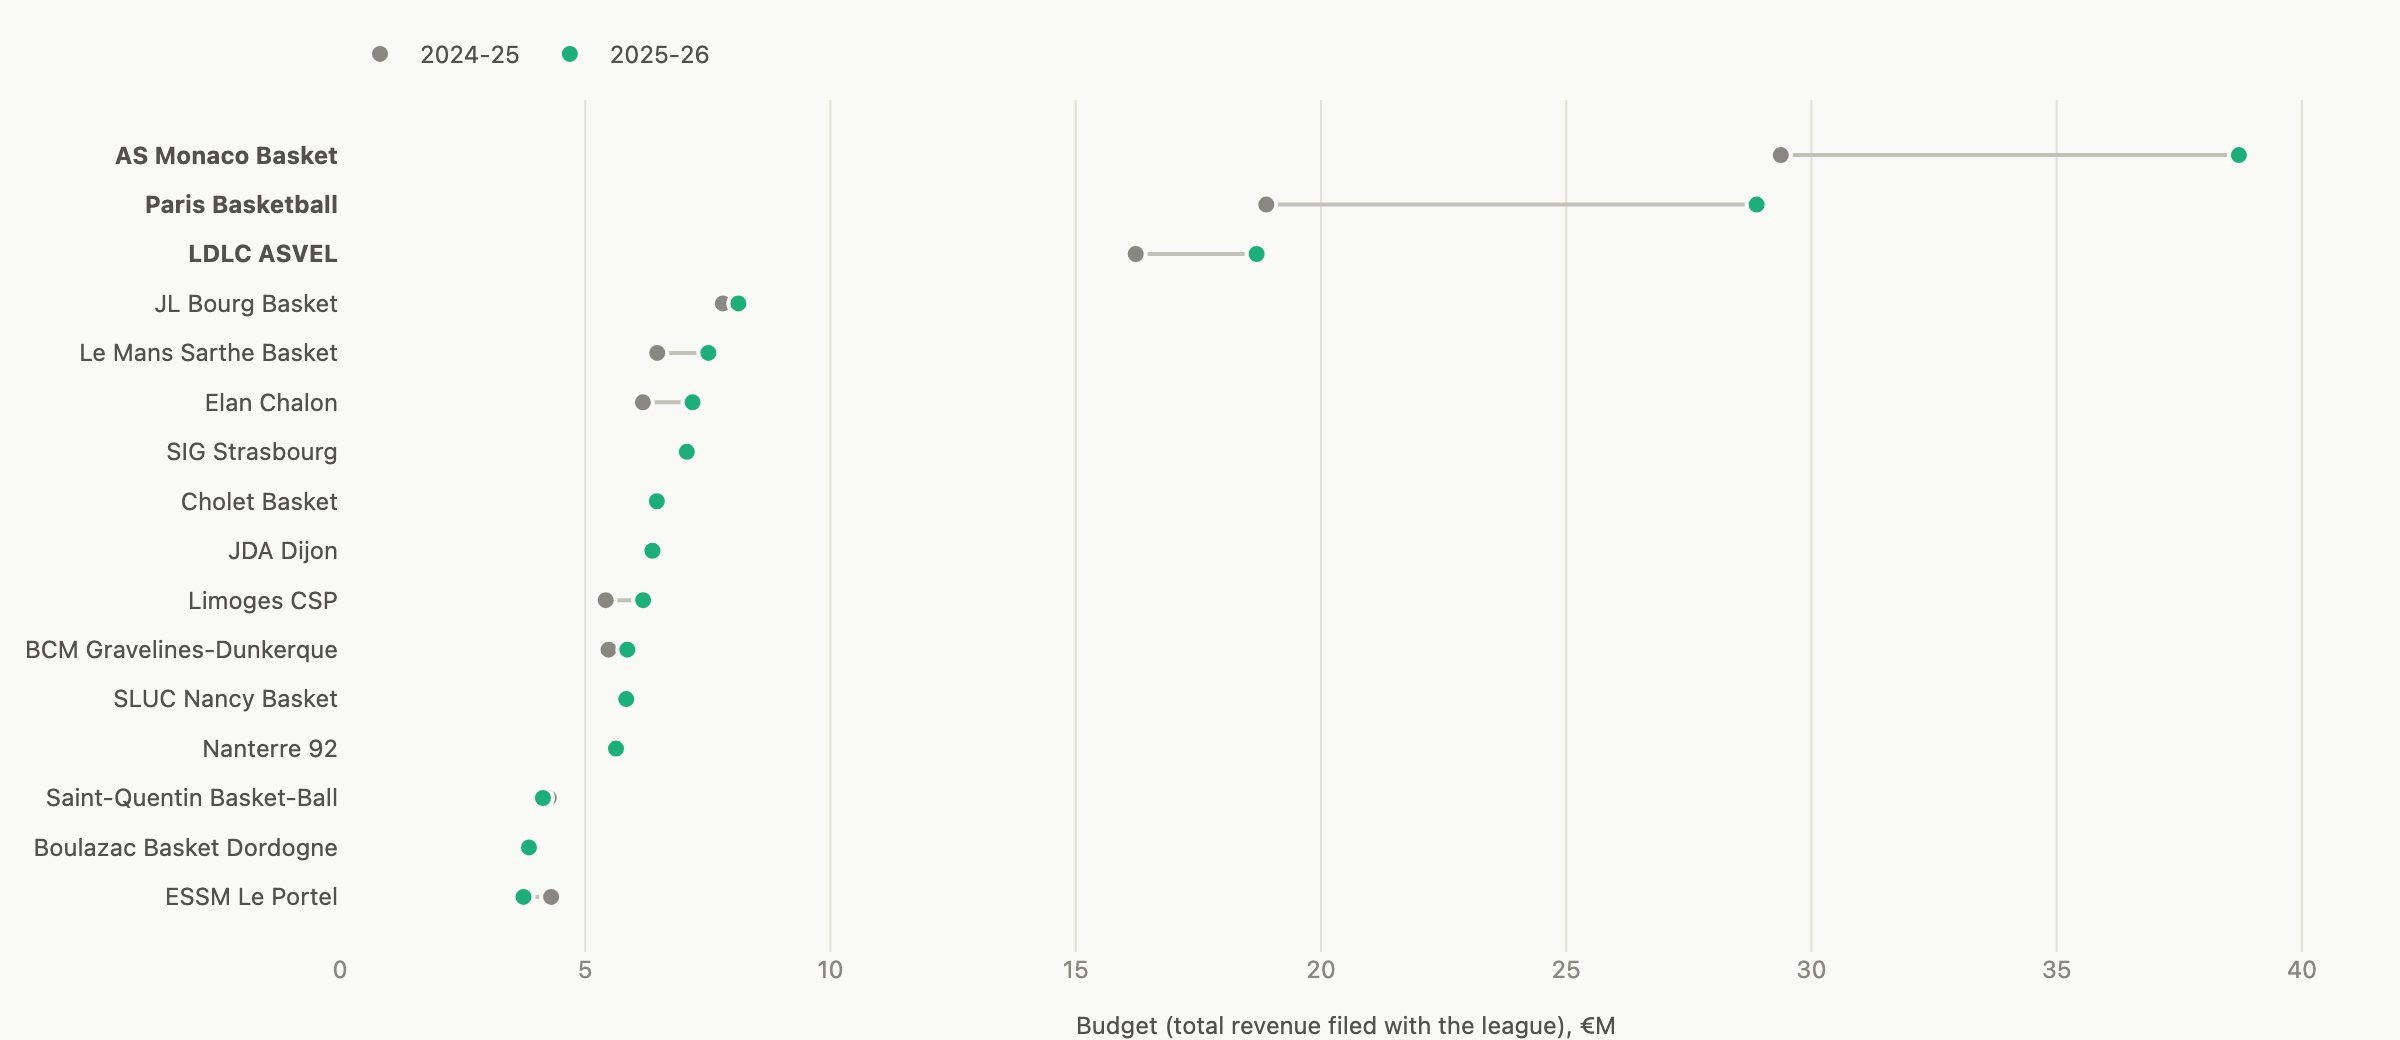 2024-25 2025-26
AS Monaco Basket
Paris Basketball
LDLC ASVEL
JL Bourg Basket
Le Mans Sarthe Basket
Elan Chalon
SIG Strasbourg
Cholet Basket
JDA Dijon
Limoges CSP
BCM Gravelines-Dunkerque
SLUC Nancy Basket
Nanterre 92
Saint-Quentin Basket-Ball
Boulazac Basket Dordogne
ESSM Le Portel
0 5 10 15 20 25 30 35 40
Budget (total revenue filed with the league), €M